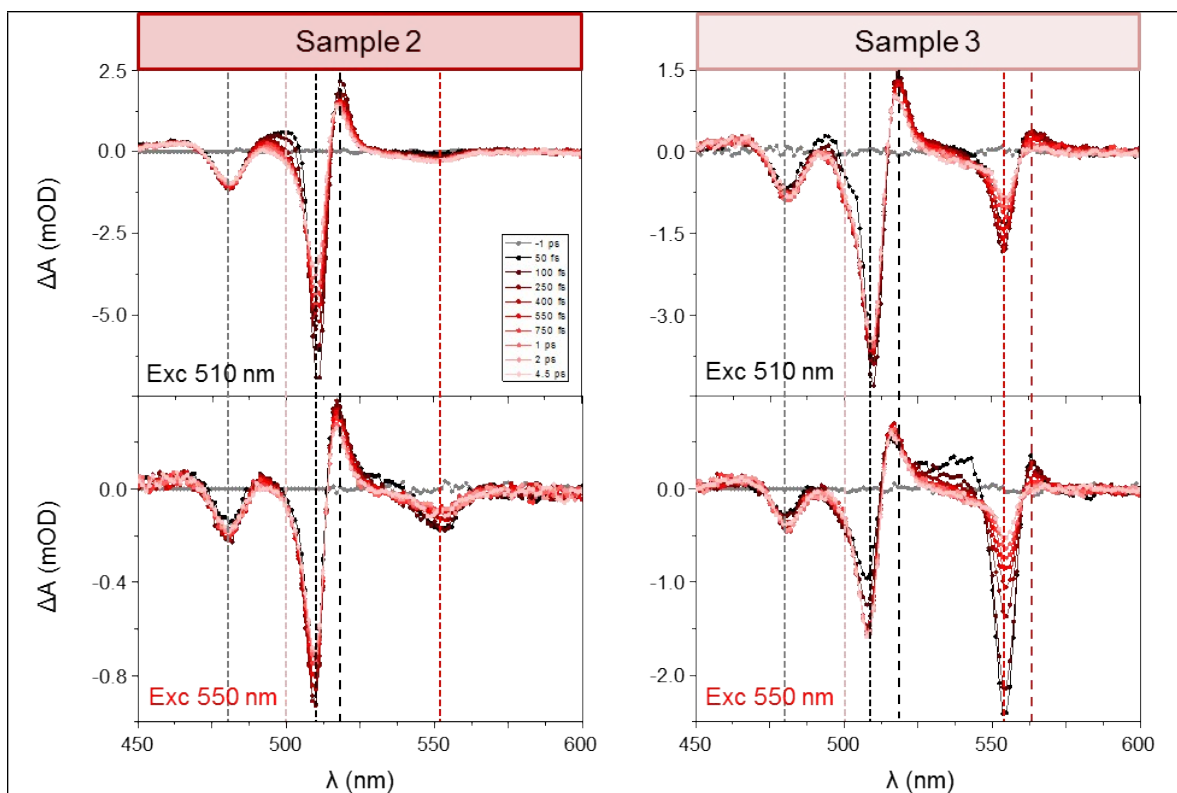 Sample 2
Sample 3
2.5
0.0
-2.5
-5.0
ΔA (mOD)
-1 ps
50 fs
100 fs
250 fs
400 fs
550 fs
750 fs
1 ps
2 ps
4.5 ps
Exc 510 nm
1.5
0.0
-1.5
-3.0
ΔA (mOD)
Exc 510 nm
0.0
-0.4
-0.8
ΔA (mOD)
Exc 550 nm
450
500
550
600
λ (nm)
0.0
-1.0
-2.0
ΔA (mOD)
Exc 550 nm
450
500
550
600
λ (nm)